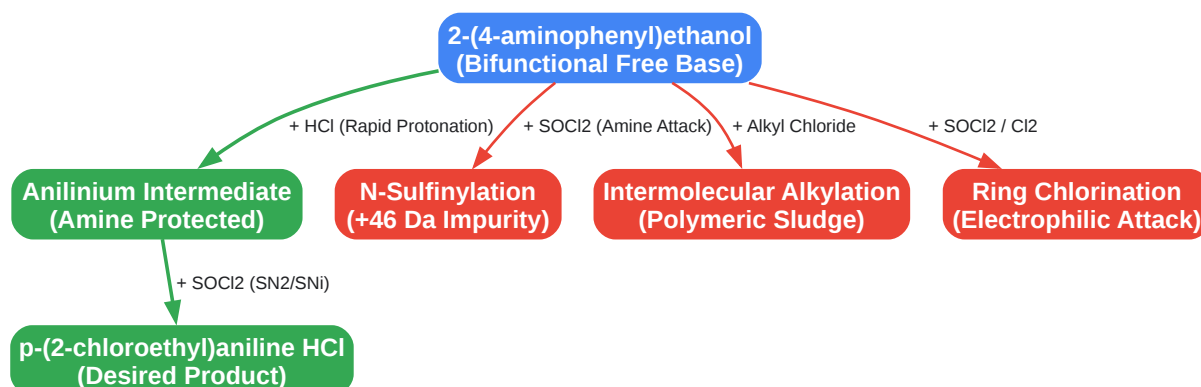 2-(4-aminophenyl)ethanol
(Bifunctional Free Base)
+ HCl (Rapid Protonation)
+ SOCl2 (Amine Attack)
+ Alkyl Chloride
+ SOCl2 / Cl2
Anilinium Intermediate
(Amine Protected)
N-Sulfinylation
(+46 Da Impurity)
Intermolecular Alkylation
(Polymeric Sludge)
Ring Chlorination
(Electrophilic Attack)
+ SOCl2 (SN2/SNi)
p-(2-chloroethyl)aniline HCl
(Desired Product)